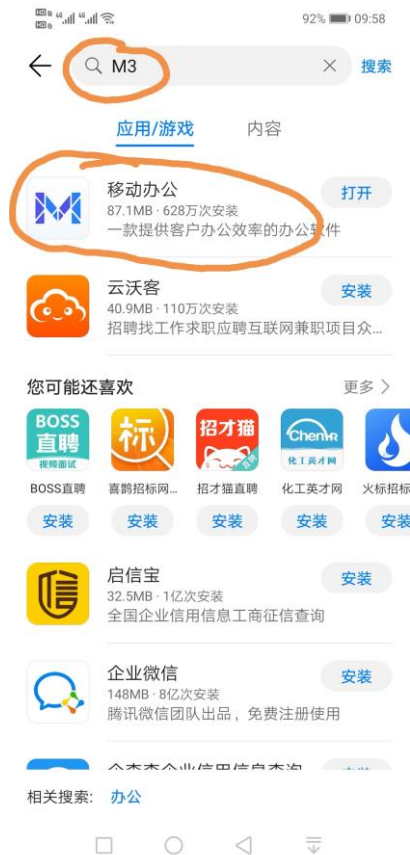 92% 09:58
M3 搜索
应用/游戏 内容
移动办公
87.1MB·628万次安装
一款提供客户办公效率的办公软件
打开
云沃客
40.9MB·110万次安装
招聘找工作求职应聘互联网兼职项目众...
安装
您可能还喜欢 更多
BOSS
直聘
视频面试
标
招才猫
直聘
ChenHR
化工英才网
BOSS直聘 喜鹊招标网... 招才猫直聘 化工英才网 火标招标
安装 安装 安装 安装 安装
信
启信宝
32.5MB·1亿次安装
全国企业信用信息工商征信查询
安装
企业微信
148MB·8亿次安装
腾讯微信团队出品，免费注册使用
安装
相关搜索: 办公